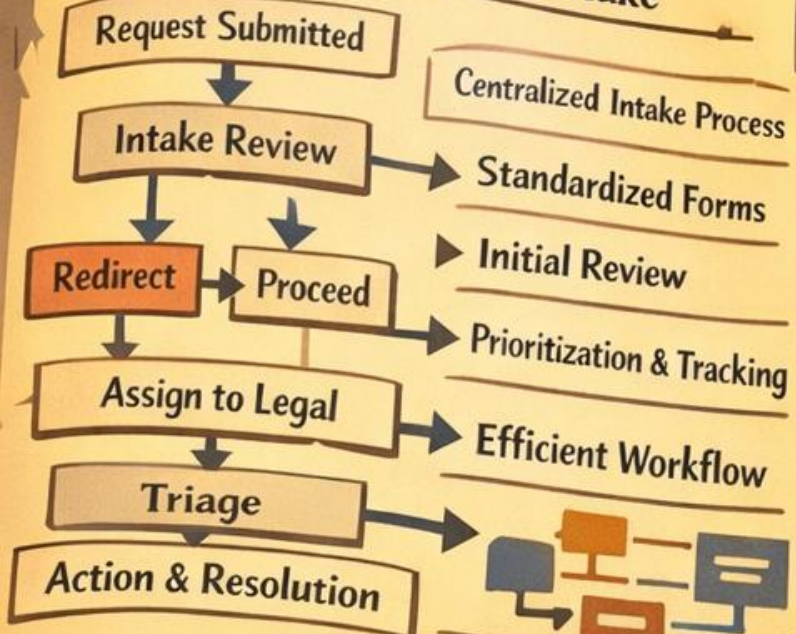 Request Submitted
Centralized Intake Process
Intake Review
Standardized Forms
Redirect
Proceed
Initial Review
Prioritization & Tracking
Assign to Legal
Efficient Workflow
Triage
Action & Resolution